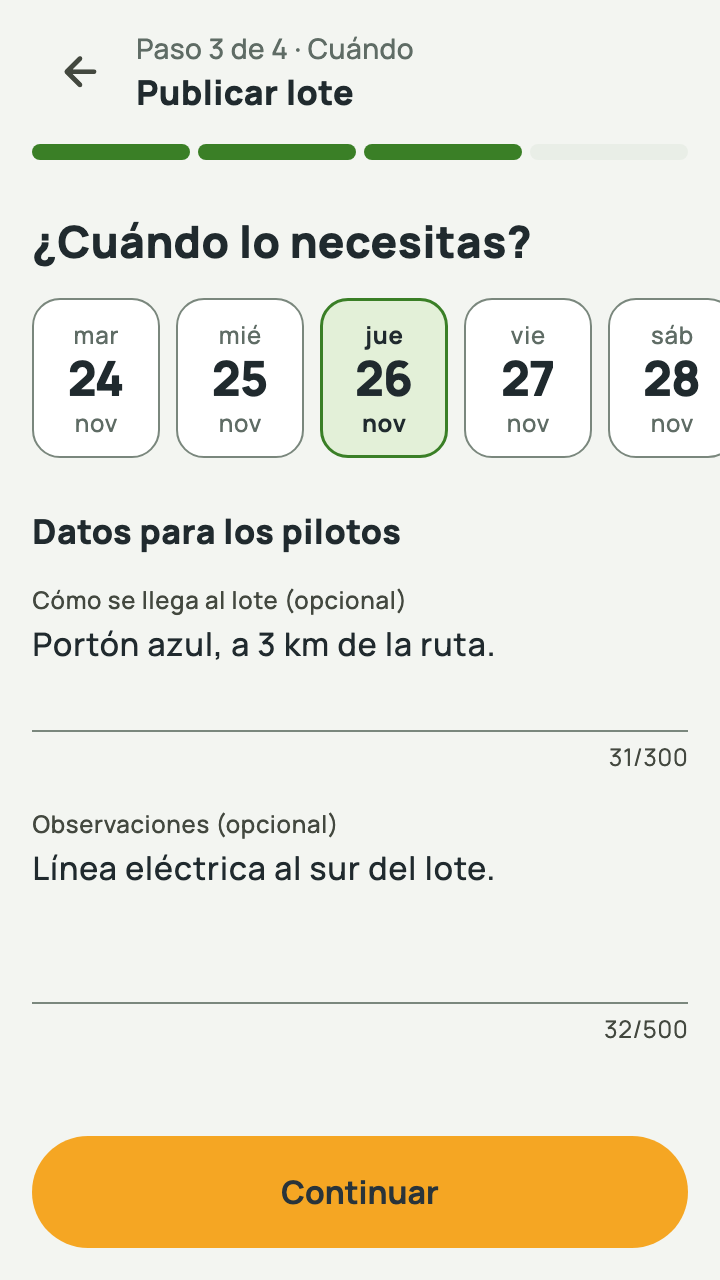 Paso 3 de 4 · Cuándo
Publicar lote
¿Cuándo lo necesitas?
mar mié jue vie sáb
24 25 26 27 28
nov nov nov nov nov
Datos para los pilotos
Cómo se llega al lote (opcional)
Portón azul, a 3 km de la ruta.
31/300
Observaciones (opcional)
Línea eléctrica al sur del lote.
32/500
Continuar